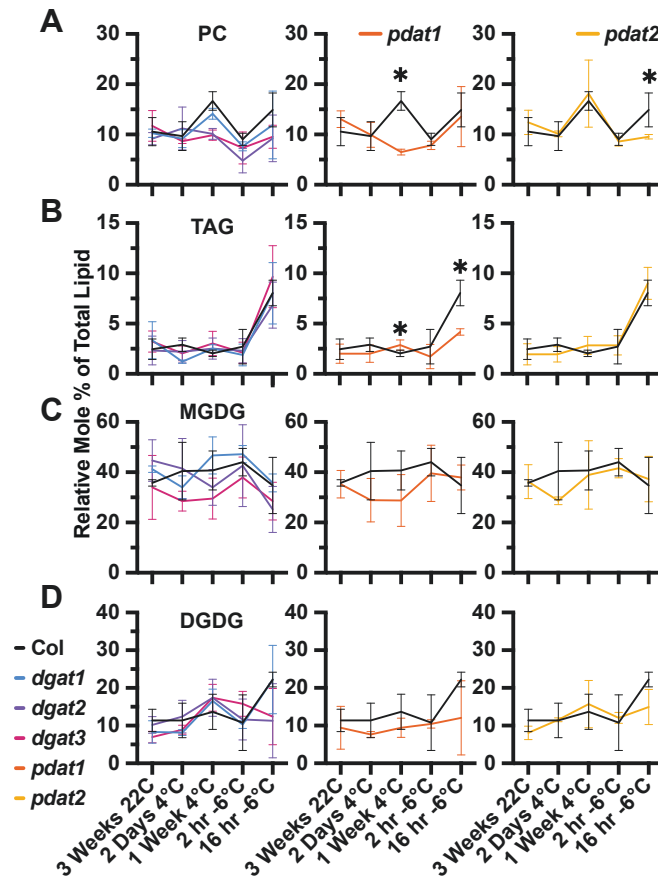 A
PC
pdat1
pdat2
30
20
10
0
30
20
10
0
*
30
20
10
0
*
B
TAG
15
10
5
0
15
10
5
0
*
*
15
10
5
0
Relative Mole % of Total Lipid
C
MGDG
60
40
20
0
60
40
20
0
60
40
20
0
D
DGDG
40
30
20
10
0
40
30
20
10
0
40
30
20
10
0
Col
dgat1
dgat2
dgat3
pdat1
pdat2
3 Weeks 22C
2 Days 4°C
1 Week 4°C
2 hr -6°C
16 hr -6°C
3 Weeks 22C
2 Days 4°C
1 Week 4°C
2 hr -6°C
16 hr -6°C
3 Weeks 22C
2 Days 4°C
1 Week 4°C
2 hr -6°C
16 hr -6°C